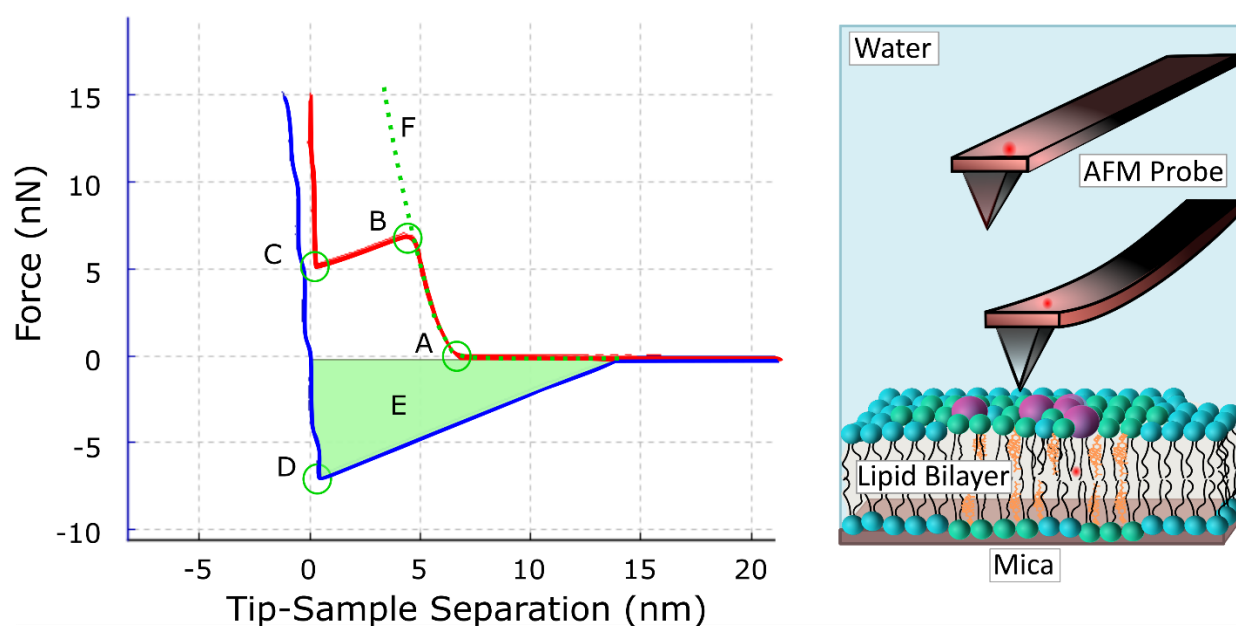 Force (nN)
15
10
5
0
-5
-10
-5
0
5
10
15
20
Tip-Sample Separation (nm)
F
B
C
A
E
D
Water
AFM Probe
Lipid Bilayer
Mica